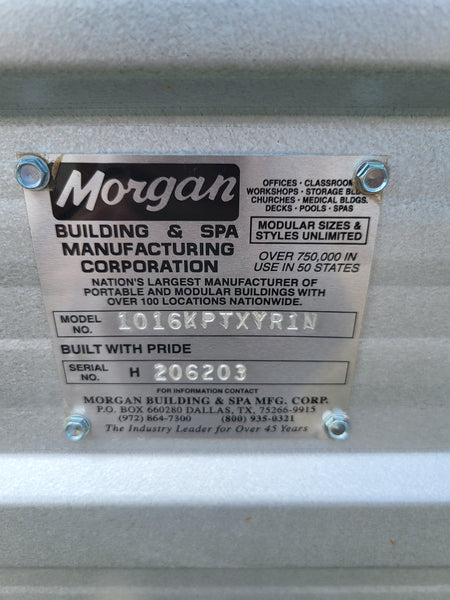 Morgan
BUILDING & SPA
MANUFACTURING
CORPORATION
OFFICES · CLASSROOMS
WORKSHOPS · STORAGE BLDGS.
CHURCHES · MEDICAL BLDGS.
DECKS · POOLS · SPAS
MODULAR SIZES &
STYLES UNLIMITED
OVER 750,000 IN
USE IN 50 STATES
NATION'S LARGEST MANUFACTURER OF
PORTABLE AND MODULAR BUILDINGS WITH
OVER 100 LOCATIONS NATIONWIDE.
MODEL NO. 1016KPTXYR1N
BUILT WITH PRIDE
SERIAL NO. H 206203
FOR INFORMATION CONTACT
MORGAN BUILDING & SPA MFG. CORP.
P.O. BOX 660280 DALLAS, TX, 75266-9915
(972) 864-7300 (800) 935-0321
The Industry Leader for Over 45 Years